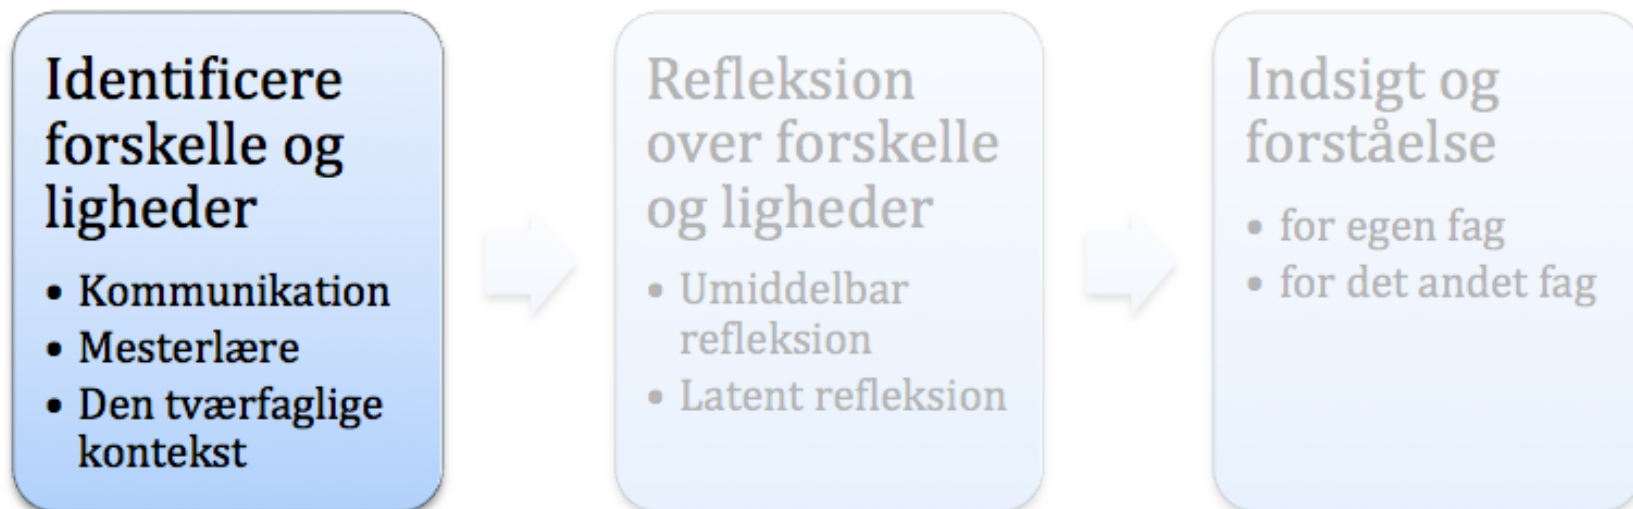 Identificere
forskelle og
ligheder
• Kommunikation
• Mesterlære
• Den tværfaglige
kontekst
Refleksion
over forskelle
og ligheder
• Umiddelbar
refleksion
• Latent refleksion
Indsigt og
forståelse
• for egen fag
• for det andet fag